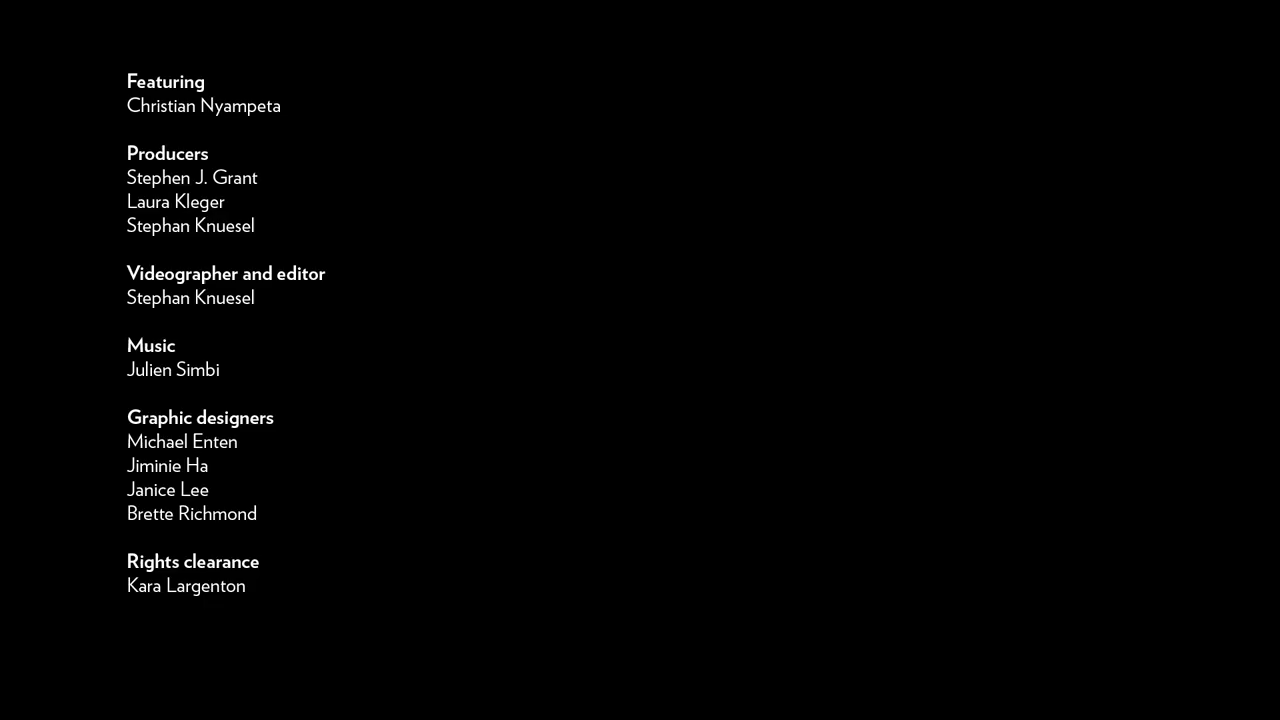 Featuring
Christian Nyampeta
Producers
Stephen J. Grant
Laura Kleger
Stephan Knuesel
Videographer and editor
Stephan Knuesel
Music
Julien Simbi
Graphic designers
Michael Enten
Jiminie Ha
Janice Lee
Brette Richmond
Rights clearance
Kara Largenton